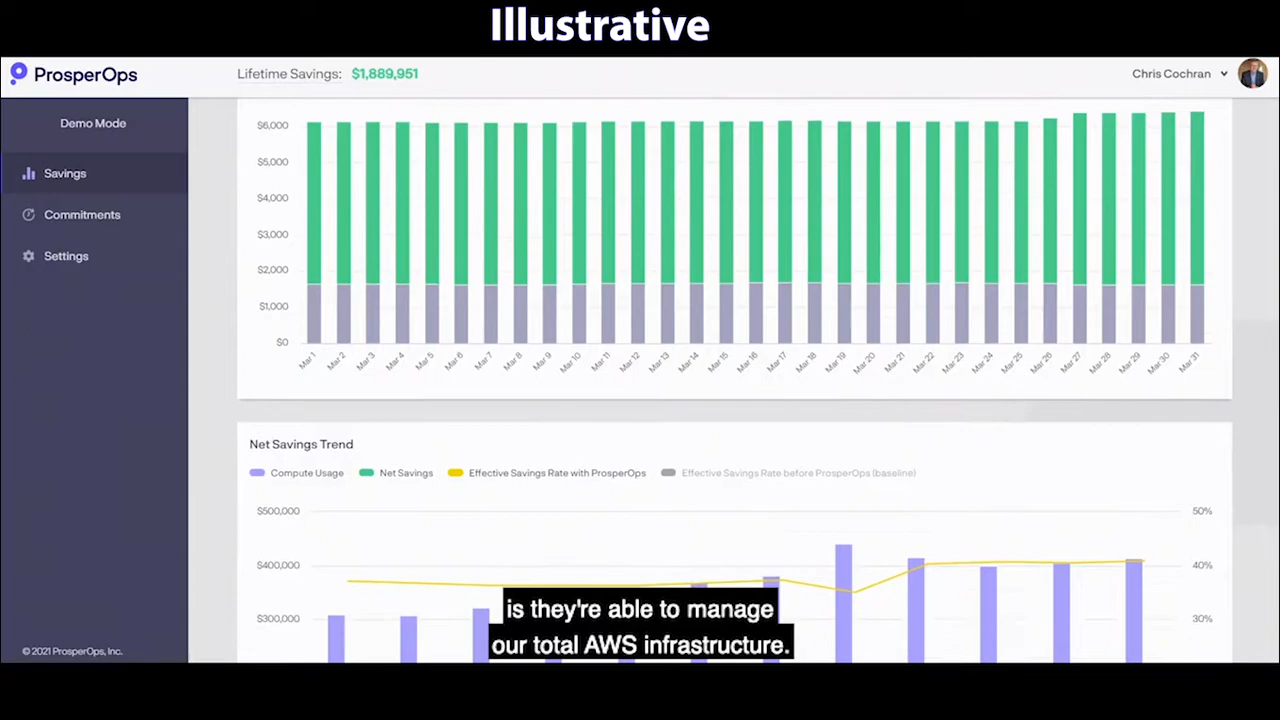 Illustrative
ProsperOps
Lifetime Savings: $1,889,951
Chris Cochran
Demo Mode
Savings
Commitments
Settings
$6,000
$5,000
$4,000
$3,000
$2,000
$1,000
$0
Mar 1 Mar 2 Mar 3 Mar 4 Mar 5 Mar 6 Mar 7 Mar 8 Mar 9 Mar 10 Mar 11 Mar 12 Mar 13 Mar 14 Mar 15 Mar 16 Mar 17 Mar 18 Mar 19 Mar 20 Mar 21 Mar 22 Mar 23 Mar 24 Mar 25 Mar 26 Mar 27 Mar 28 Mar 29 Mar 30 Mar 31
Net Savings Trend
Compute Usage Net Savings Effective Savings Rate with ProsperOps Effective Savings Rate before ProsperOps (baseline)
$500,000 50%
$400,000 40%
$300,000 30%
is they're able to manage
our total AWS infrastructure.
© 2021 ProsperOps, Inc.